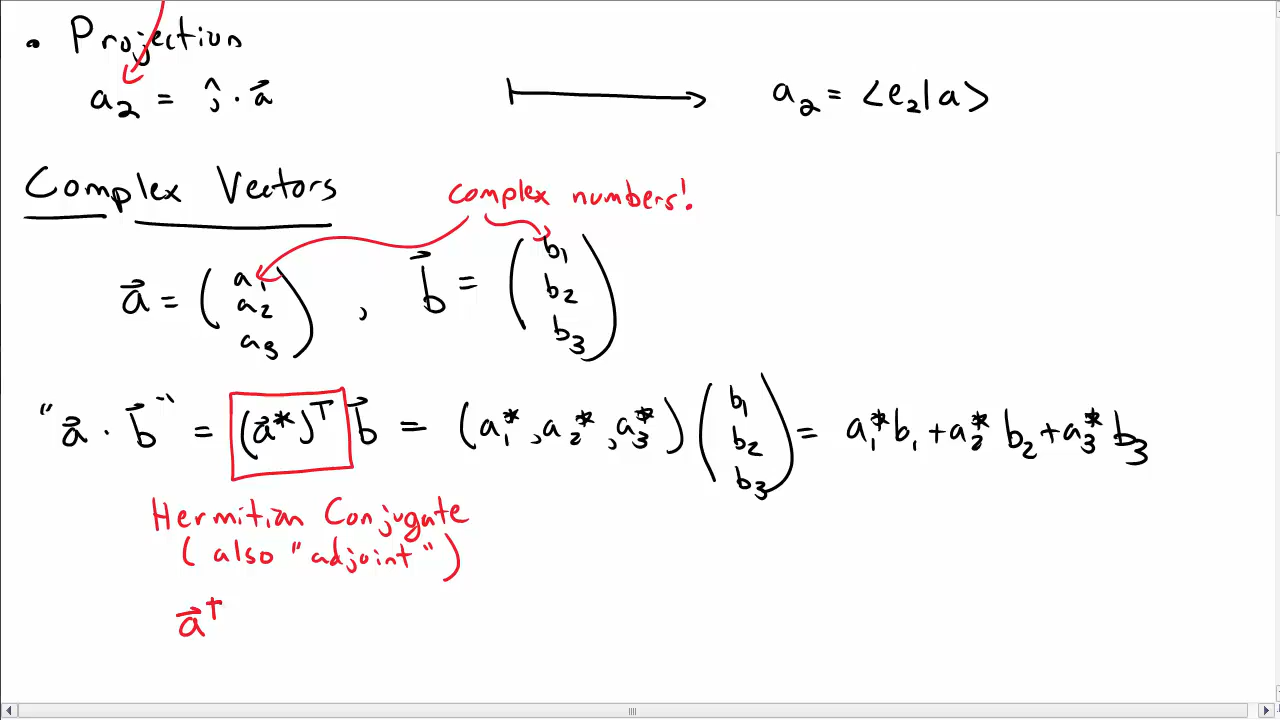 • Projection
a₂ = ĵ · a⃗ ⟼ a₂ = <e₂|a>
Complex Vectors
complex numbers!
a⃗ = (a₁ a₂ a₃) , b⃗ = (b₁ b₂ b₃)
"a⃗ · b⃗" = (a⃗*)ᵀ b⃗ = (a₁*, a₂*, a₃*) (b₁ b₂ b₃) = a₁*b₁ + a₂*b₂ + a₃*b₃
Hermitian Conjugate
(also "adjoint")
a⃗†